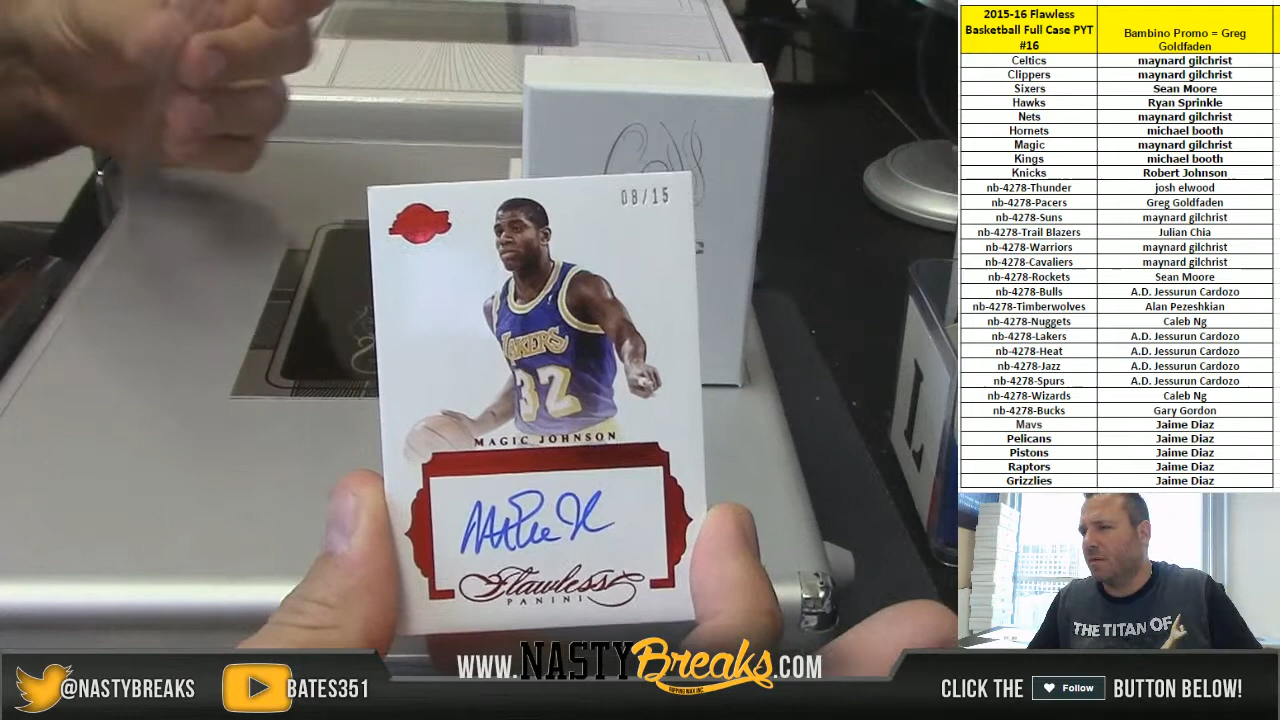 08/15
LAKERS
32
MAGIC JOHNSON
Flawless
PANINI
2015-16 Flawless Basketball Full Case PYT #16
Bambino Promo = Greg Goldfaden
Celtics maynard gilchrist
Clippers maynard gilchrist
Sixers Sean Moore
Hawks Ryan Sprinkle
Nets maynard gilchrist
Hornets michael booth
Magic maynard gilchrist
Kings michael booth
Knicks Robert Johnson
nb-4278-Thunder josh elwood
nb-4278-Pacers Greg Goldfaden
nb-4278-Suns maynard gilchrist
nb-4278-Trail Blazers Julian Chia
nb-4278-Warriors maynard gilchrist
nb-4278-Cavaliers maynard gilchrist
nb-4278-Rockets Sean Moore
nb-4278-Bulls A.D. Jessurun Cardozo
nb-4278-Timberwolves Alan Pezeshkian
nb-4278-Nuggets Caleb Ng
nb-4278-Lakers A.D. Jessurun Cardozo
nb-4278-Heat A.D. Jessurun Cardozo
nb-4278-Jazz A.D. Jessurun Cardozo
nb-4278-Spurs A.D. Jessurun Cardozo
nb-4278-Wizards Caleb Ng
nb-4278-Bucks Gary Gordon
Mavs Jaime Diaz
Pelicans Jaime Diaz
Pistons Jaime Diaz
Raptors Jaime Diaz
Grizzlies Jaime Diaz
THE TITAN OF
@NASTYBREAKS
BATES351
WWW.NASTYBreaks.COM
RIPPING WAX INC
CLICK THE Follow BUTTON BELOW!